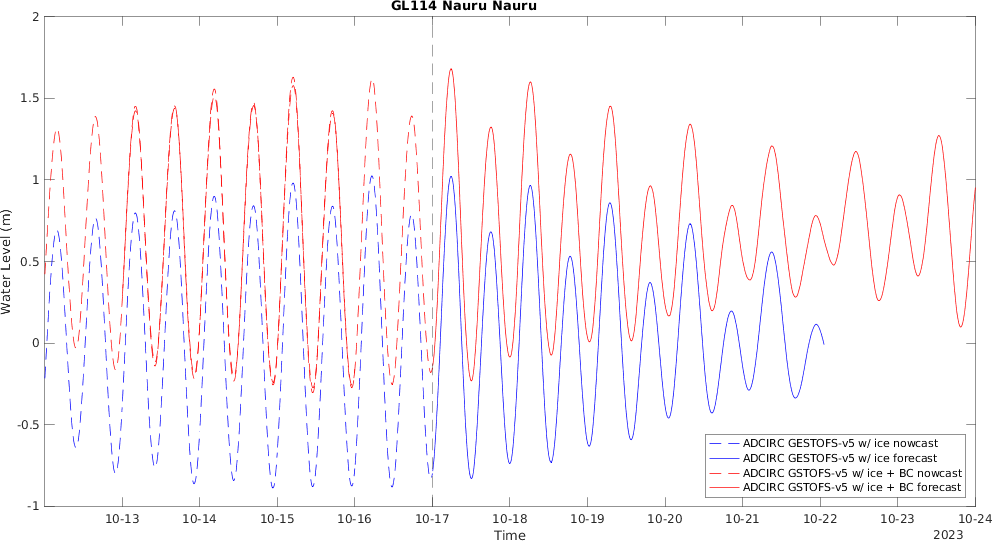 GL114 Nauru Nauru
2
1.5
1
0.5
0
-0.5
-1
Water Level (m)
ADCIRC GESTOFS-v5 w/ ice nowcast
ADCIRC GESTOFS-v5 w/ ice forecast
ADCIRC GSTOFS-v5 w/ ice + BC nowcast
ADCIRC GSTOFS-v5 w/ ice + BC forecast
10-13 10-14 10-15 10-16 10-17 10-18 10-19 10-20 10-21 10-22 10-23 10-24
Time
2023